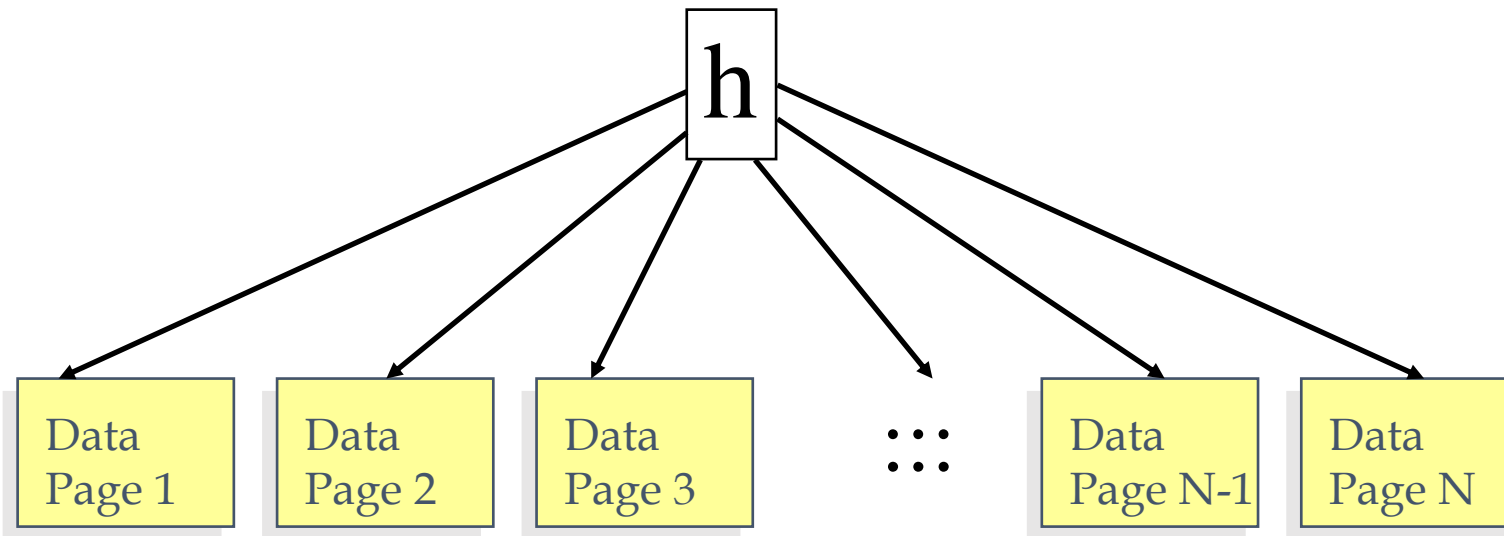 h
Data
Page 1
Data
Page 2
Data
Page 3
...
...
Data
Page N-1
Data
Page N